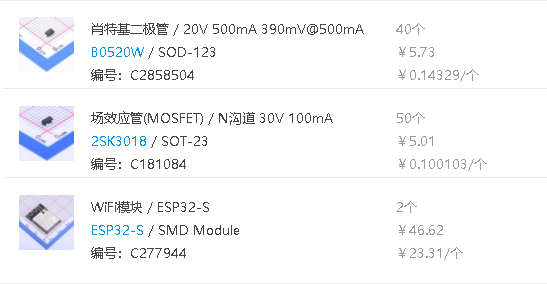 肖特基二极管 / 20V 500mA 390mV@500mA 40个
B0520W / SOD-123 ￥5.73
编号：C2858504 ￥0.14329/个
场效应管(MOSFET) / N沟道 30V 100mA 50个
2SK3018 / SOT-23 ￥5.01
编号：C181084 ￥0.100103/个
WiFi模块 / ESP32-S 2个
ESP32-S / SMD Module ￥46.62
编号：C277944 ￥23.31/个